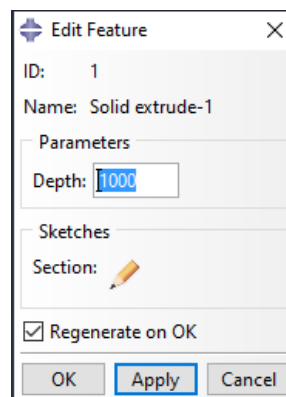 Edit Feature
ID: 1
Name: Solid extrude-1
Parameters
Depth: 1000
Sketches
Section:
Regenerate on OK
OK Apply Cancel